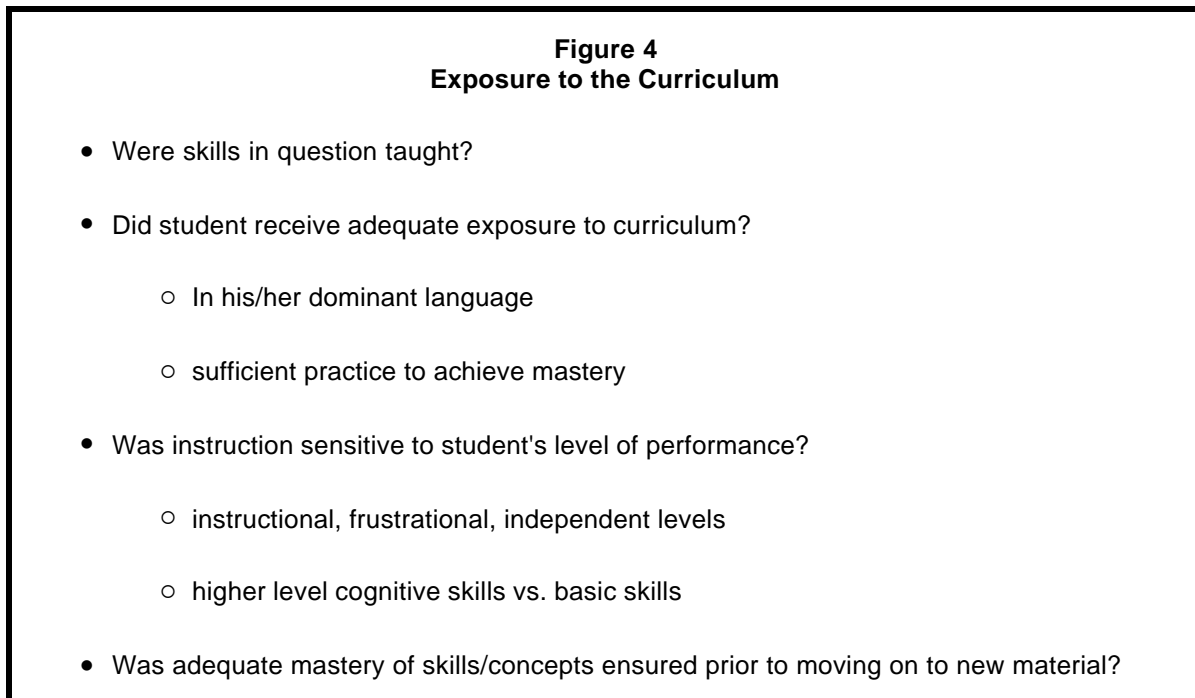 Figure 4
Exposure to the Curriculum
• Were skills in question taught?
• Did student receive adequate exposure to curriculum?
○ In his/her dominant language
○ sufficient practice to achieve mastery
• Was instruction sensitive to student's level of performance?
○ instructional, frustrational, independent levels
○ higher level cognitive skills vs. basic skills
• Was adequate mastery of skills/concepts ensured prior to moving on to new material?